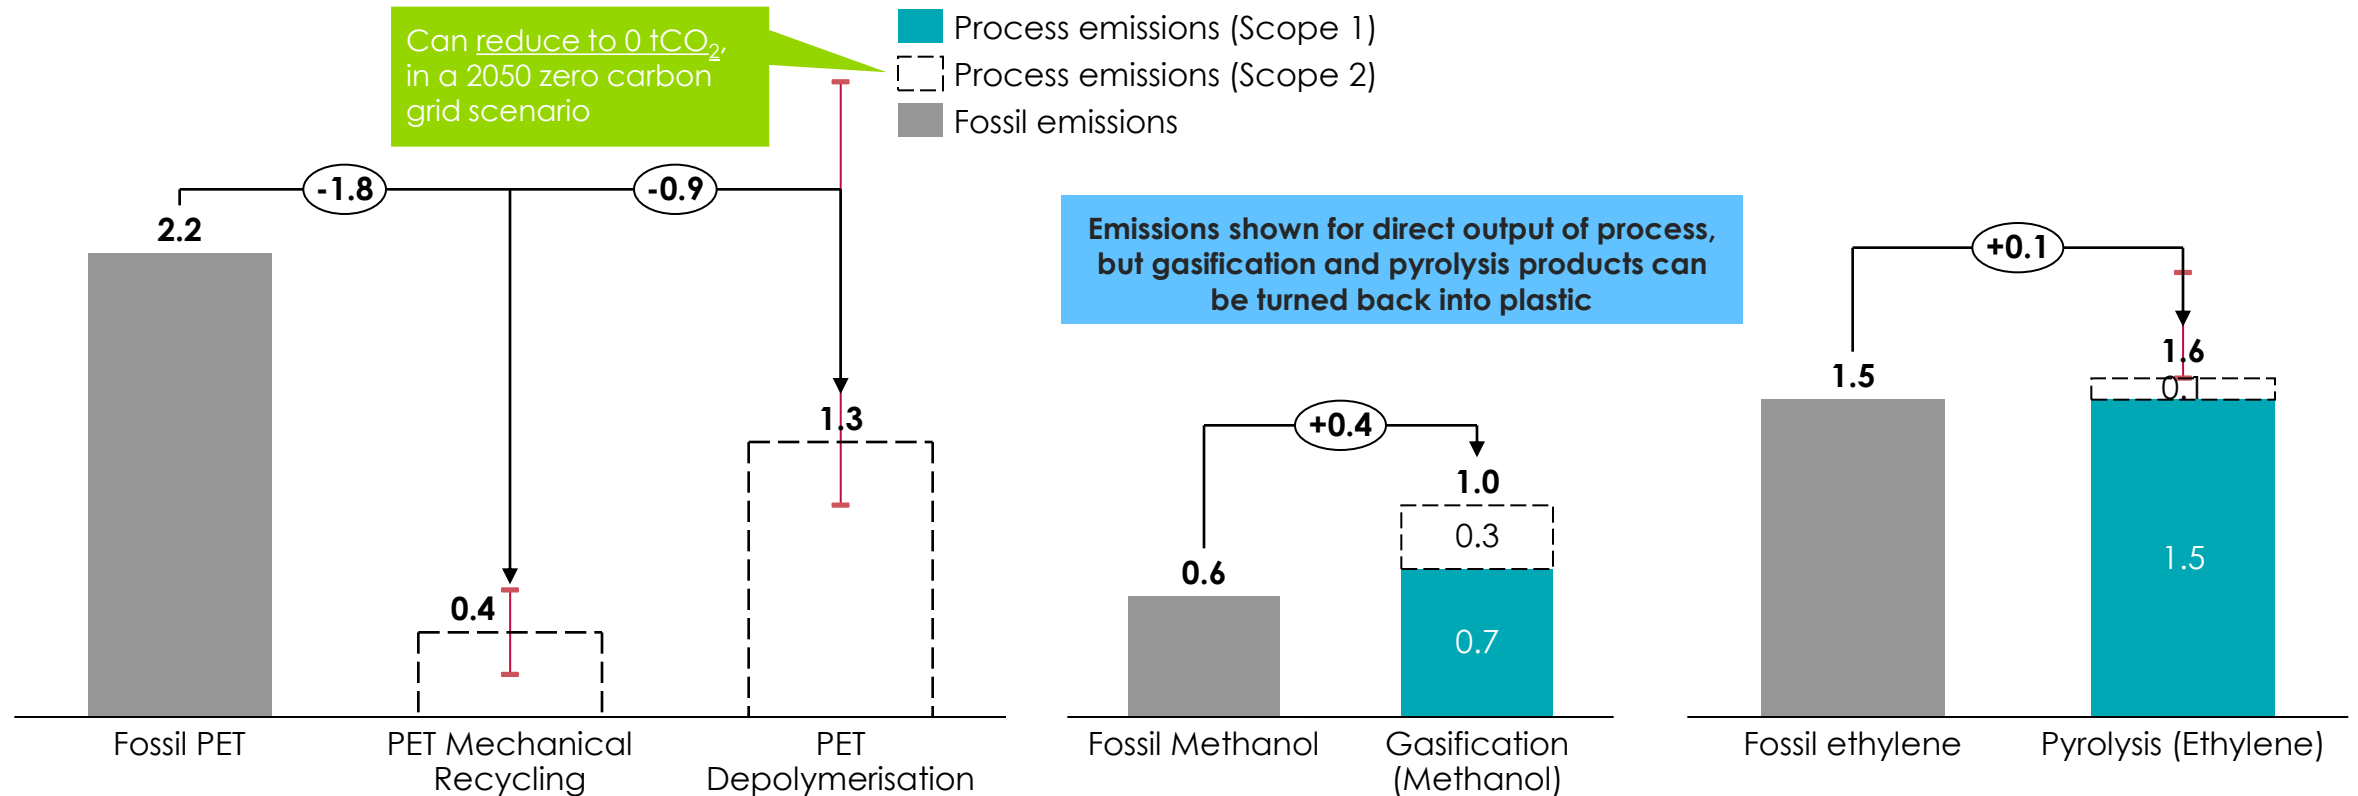 Can reduce to 0 tCO₂,
in a 2050 zero carbon
grid scenario
Process emissions (Scope 1)
Process emissions (Scope 2)
Fossil emissions
-1.8
-0.9
2.2
0.4
1.3
Fossil PET
PET Mechanical
Recycling
PET
Depolymerisation
Emissions shown for direct output of process,
but gasification and pyrolysis products can
be turned back into plastic
+0.4
0.6
1.0
0.3
0.7
Fossil Methanol
Gasification
(Methanol)
+0.1
1.5
1.6
0.1
1.5
Fossil ethylene
Pyrolysis (Ethylene)